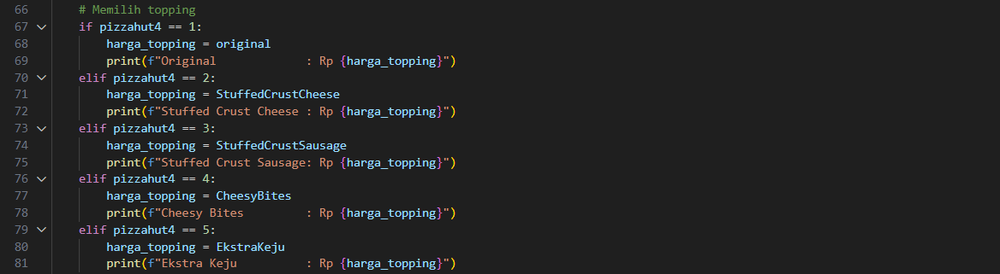 66 # Memilih topping
67 if pizzahut4 == 1:
68 harga_topping = original
69 print(f"Original             : Rp {harga_topping}")
70 elif pizzahut4 == 2:
71 harga_topping = StuffedCrustCheese
72 print(f"Stuffed Crust Cheese : Rp {harga_topping}")
73 elif pizzahut4 == 3:
74 harga_topping = StuffedCrustSausage
75 print(f"Stuffed Crust Sausage: Rp {harga_topping}")
76 elif pizzahut4 == 4:
77 harga_topping = CheesyBites
78 print(f"Cheesy Bites         : Rp {harga_topping}")
79 elif pizzahut4 == 5:
80 harga_topping = EkstraKeju
81 print(f"Ekstra Keju          : Rp {harga_topping}")